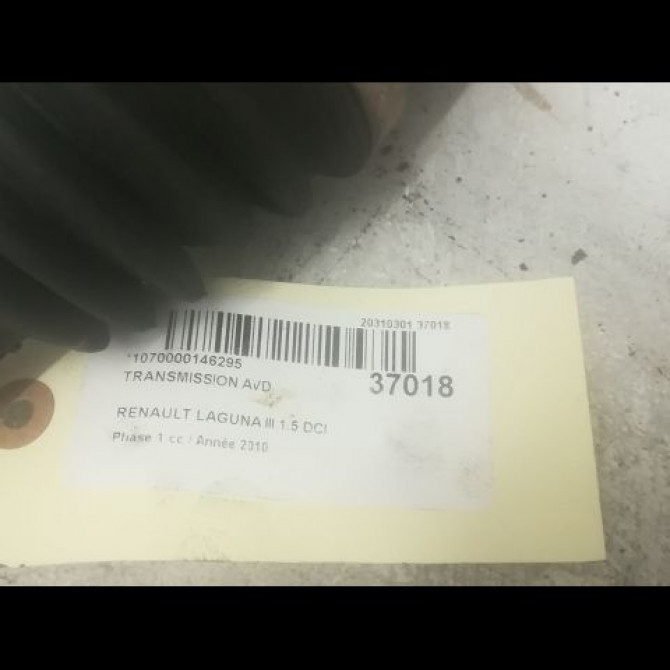 20310301 37018
*1070000146295
TRANSMISSION AVD
37018
RENAULT LAGUNA III 1.5 DCI
Phase 1 cc / Année 2010